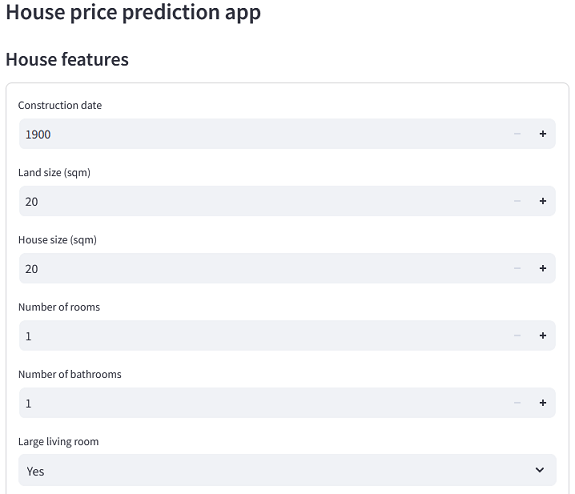 House price prediction app
House features
Construction date
1900
Land size (sqm)
20
House size (sqm)
20
Number of rooms
1
Number of bathrooms
1
Large living room
Yes